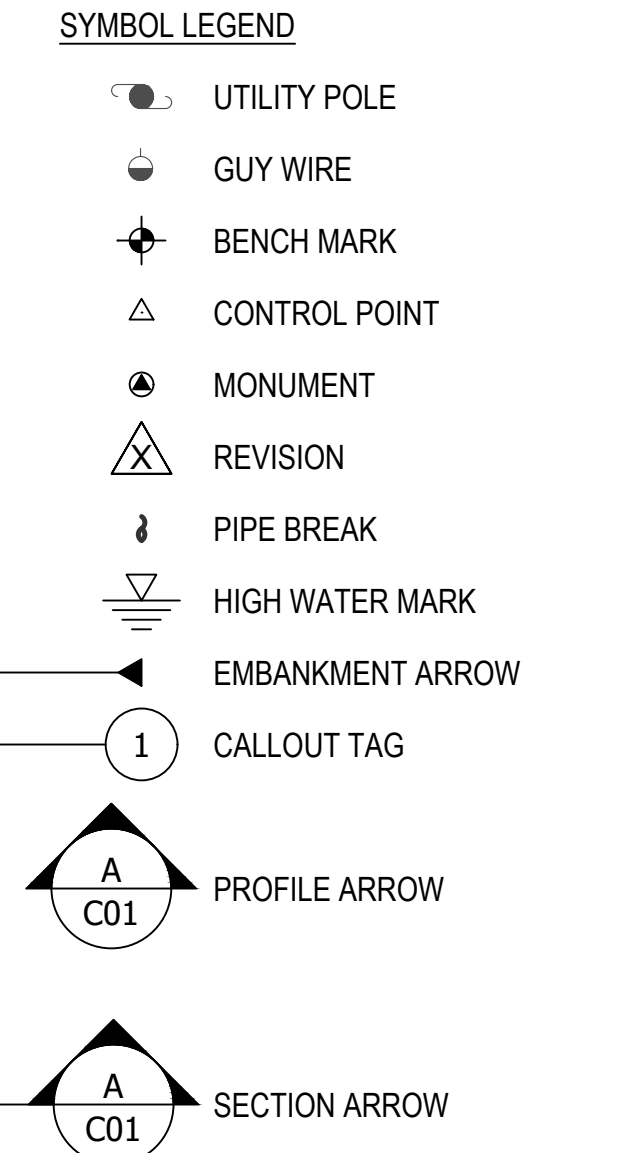 SYMBOL LEGEND
UTILITY POLE
GUY WIRE
BENCH MARK
CONTROL POINT
MONUMENT
X REVISION
PIPE BREAK
HIGH WATER MARK
EMBANKMENT ARROW
1 CALLOUT TAG
A
C01
PROFILE ARROW
A
C01
SECTION ARROW